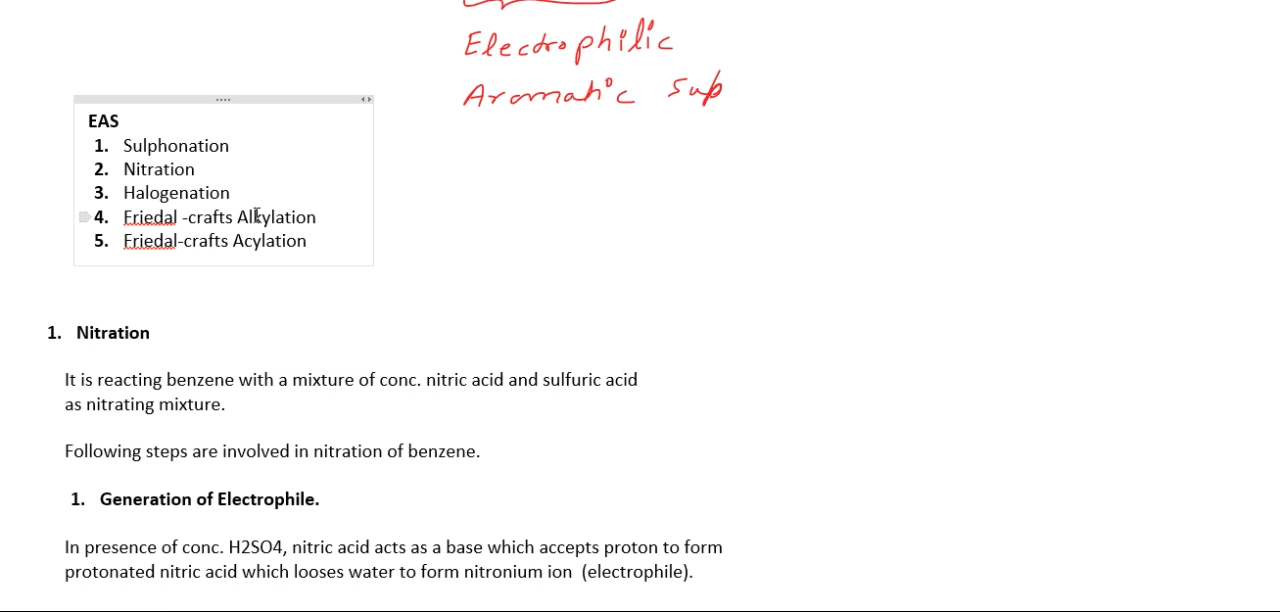 Electrophilic
Aromatic Sub
EAS
1. Sulphonation
2. Nitration
3. Halogenation
4. Friedal -crafts Alkylation
5. Friedal-crafts Acylation
1. Nitration
It is reacting benzene with a mixture of conc. nitric acid and sulfuric acid
as nitrating mixture.
Following steps are involved in nitration of benzene.
1. Generation of Electrophile.
In presence of conc. H2SO4, nitric acid acts as a base which accepts proton to form
protonated nitric acid which looses water to form nitronium ion (electrophile).